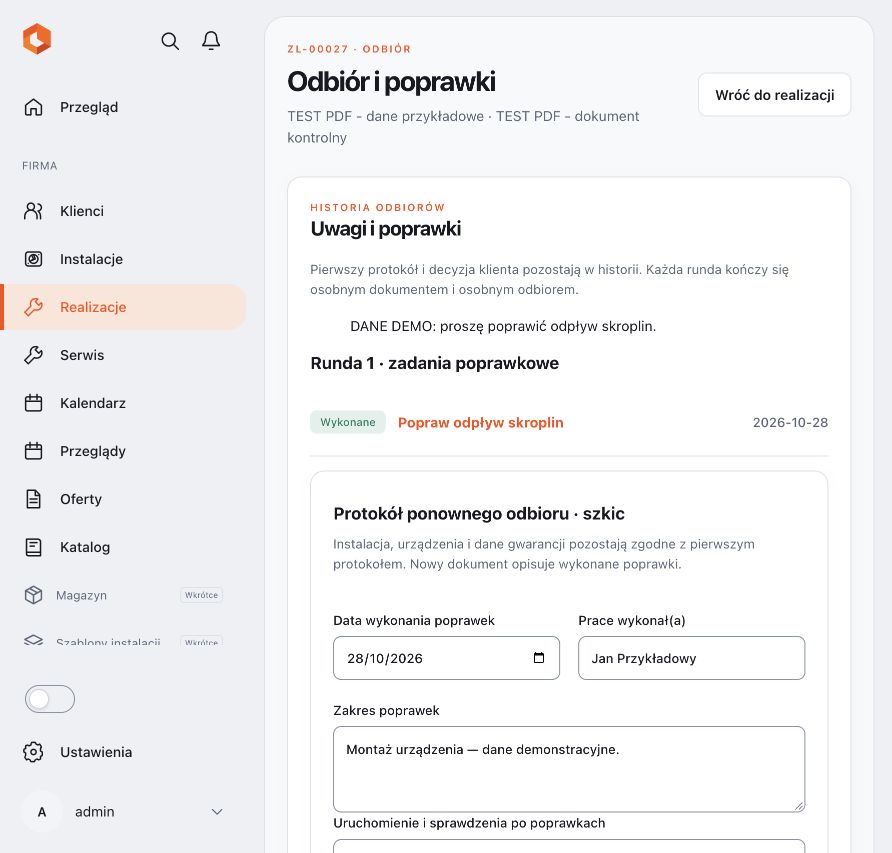 Przegląd
FIRMA
Klienci
Instalacje
Realizacje
Serwis
Kalendarz
Przeglądy
Oferty
Katalog
Magazyn Wkrótce
Szablony instalacji Wkrótce
Ustawienia
A admin
ZL-00027 · ODBIÓR
Odbiór i poprawki
TEST PDF - dane przykładowe · TEST PDF - dokument
kontrolny
Wróć do realizacji
HISTORIA ODBIORÓW
Uwagi i poprawki
Pierwszy protokół i decyzja klienta pozostają w historii. Każda runda kończy się
osobnym dokumentem i osobnym odbiorem.
DANE DEMO: proszę poprawić odpływ skroplin.
Runda 1 · zadania poprawkowe
Wykonane Popraw odpływ skroplin 2026-10-28
Protokół ponownego odbioru · szkic
Instalacja, urządzenia i dane gwarancji pozostają zgodne z pierwszym
protokołem. Nowy dokument opisuje wykonane poprawki.
Data wykonania poprawek Prace wykonał(a)
28/10/2026 Jan Przykładowy
Zakres poprawek
Montaż urządzenia — dane demonstracyjne.
Uruchomienie i sprawdzenia po poprawkach